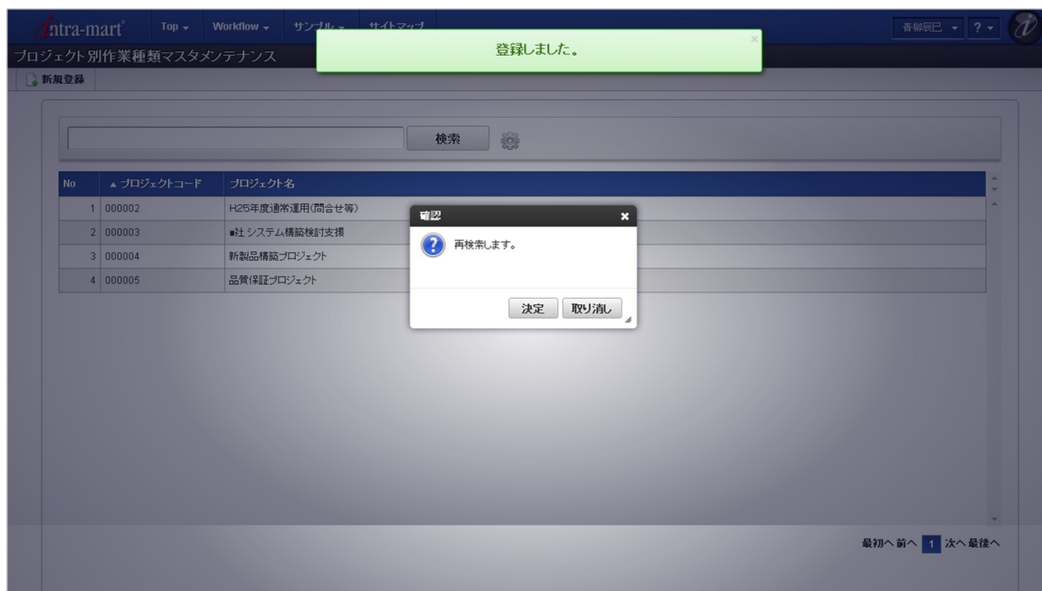 intra-mart Top Workflow サンプル サイトマップ 青柳辰巳 ?
登録しました。 ×
プロジェクト別作業種類マスタメンテナンス
新規登録
検索
No ▲ プロジェクトコード プロジェクト名
1 000002 H25年度通常運用(問合せ等)
2 000003 ■社 システム構築検討支援
3 000004 新製品構築プロジェクト
4 000005 品質保証プロジェクト
確認
再検索します。
決定 取り消し
最初へ 前へ 1 次へ 最後へ